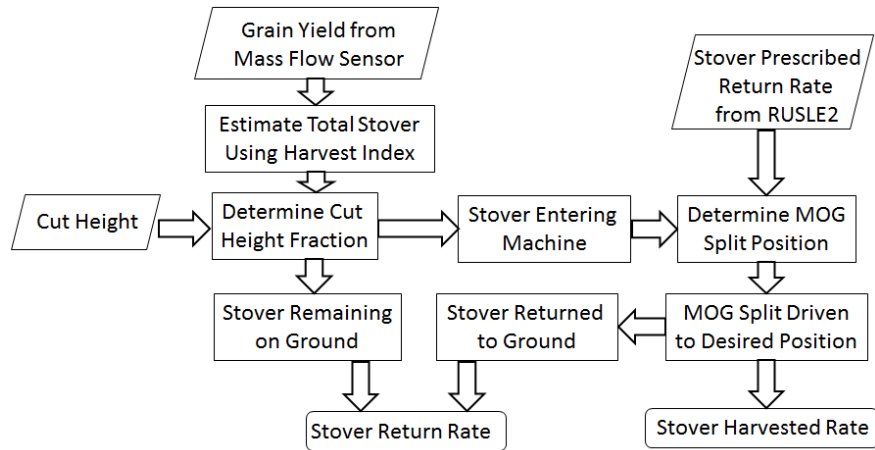 Grain Yield from
Mass Flow Sensor
Stover Prescribed
Return Rate
from RUSLE2
Estimate Total Stover
Using Harvest Index
Cut Height
Determine Cut
Height Fraction
Stover Entering
Machine
Determine MOG
Split Position
Stover Remaining
on Ground
Stover Returned
to Ground
MOG Split Driven
to Desired Position
Stover Return Rate
Stover Harvested Rate